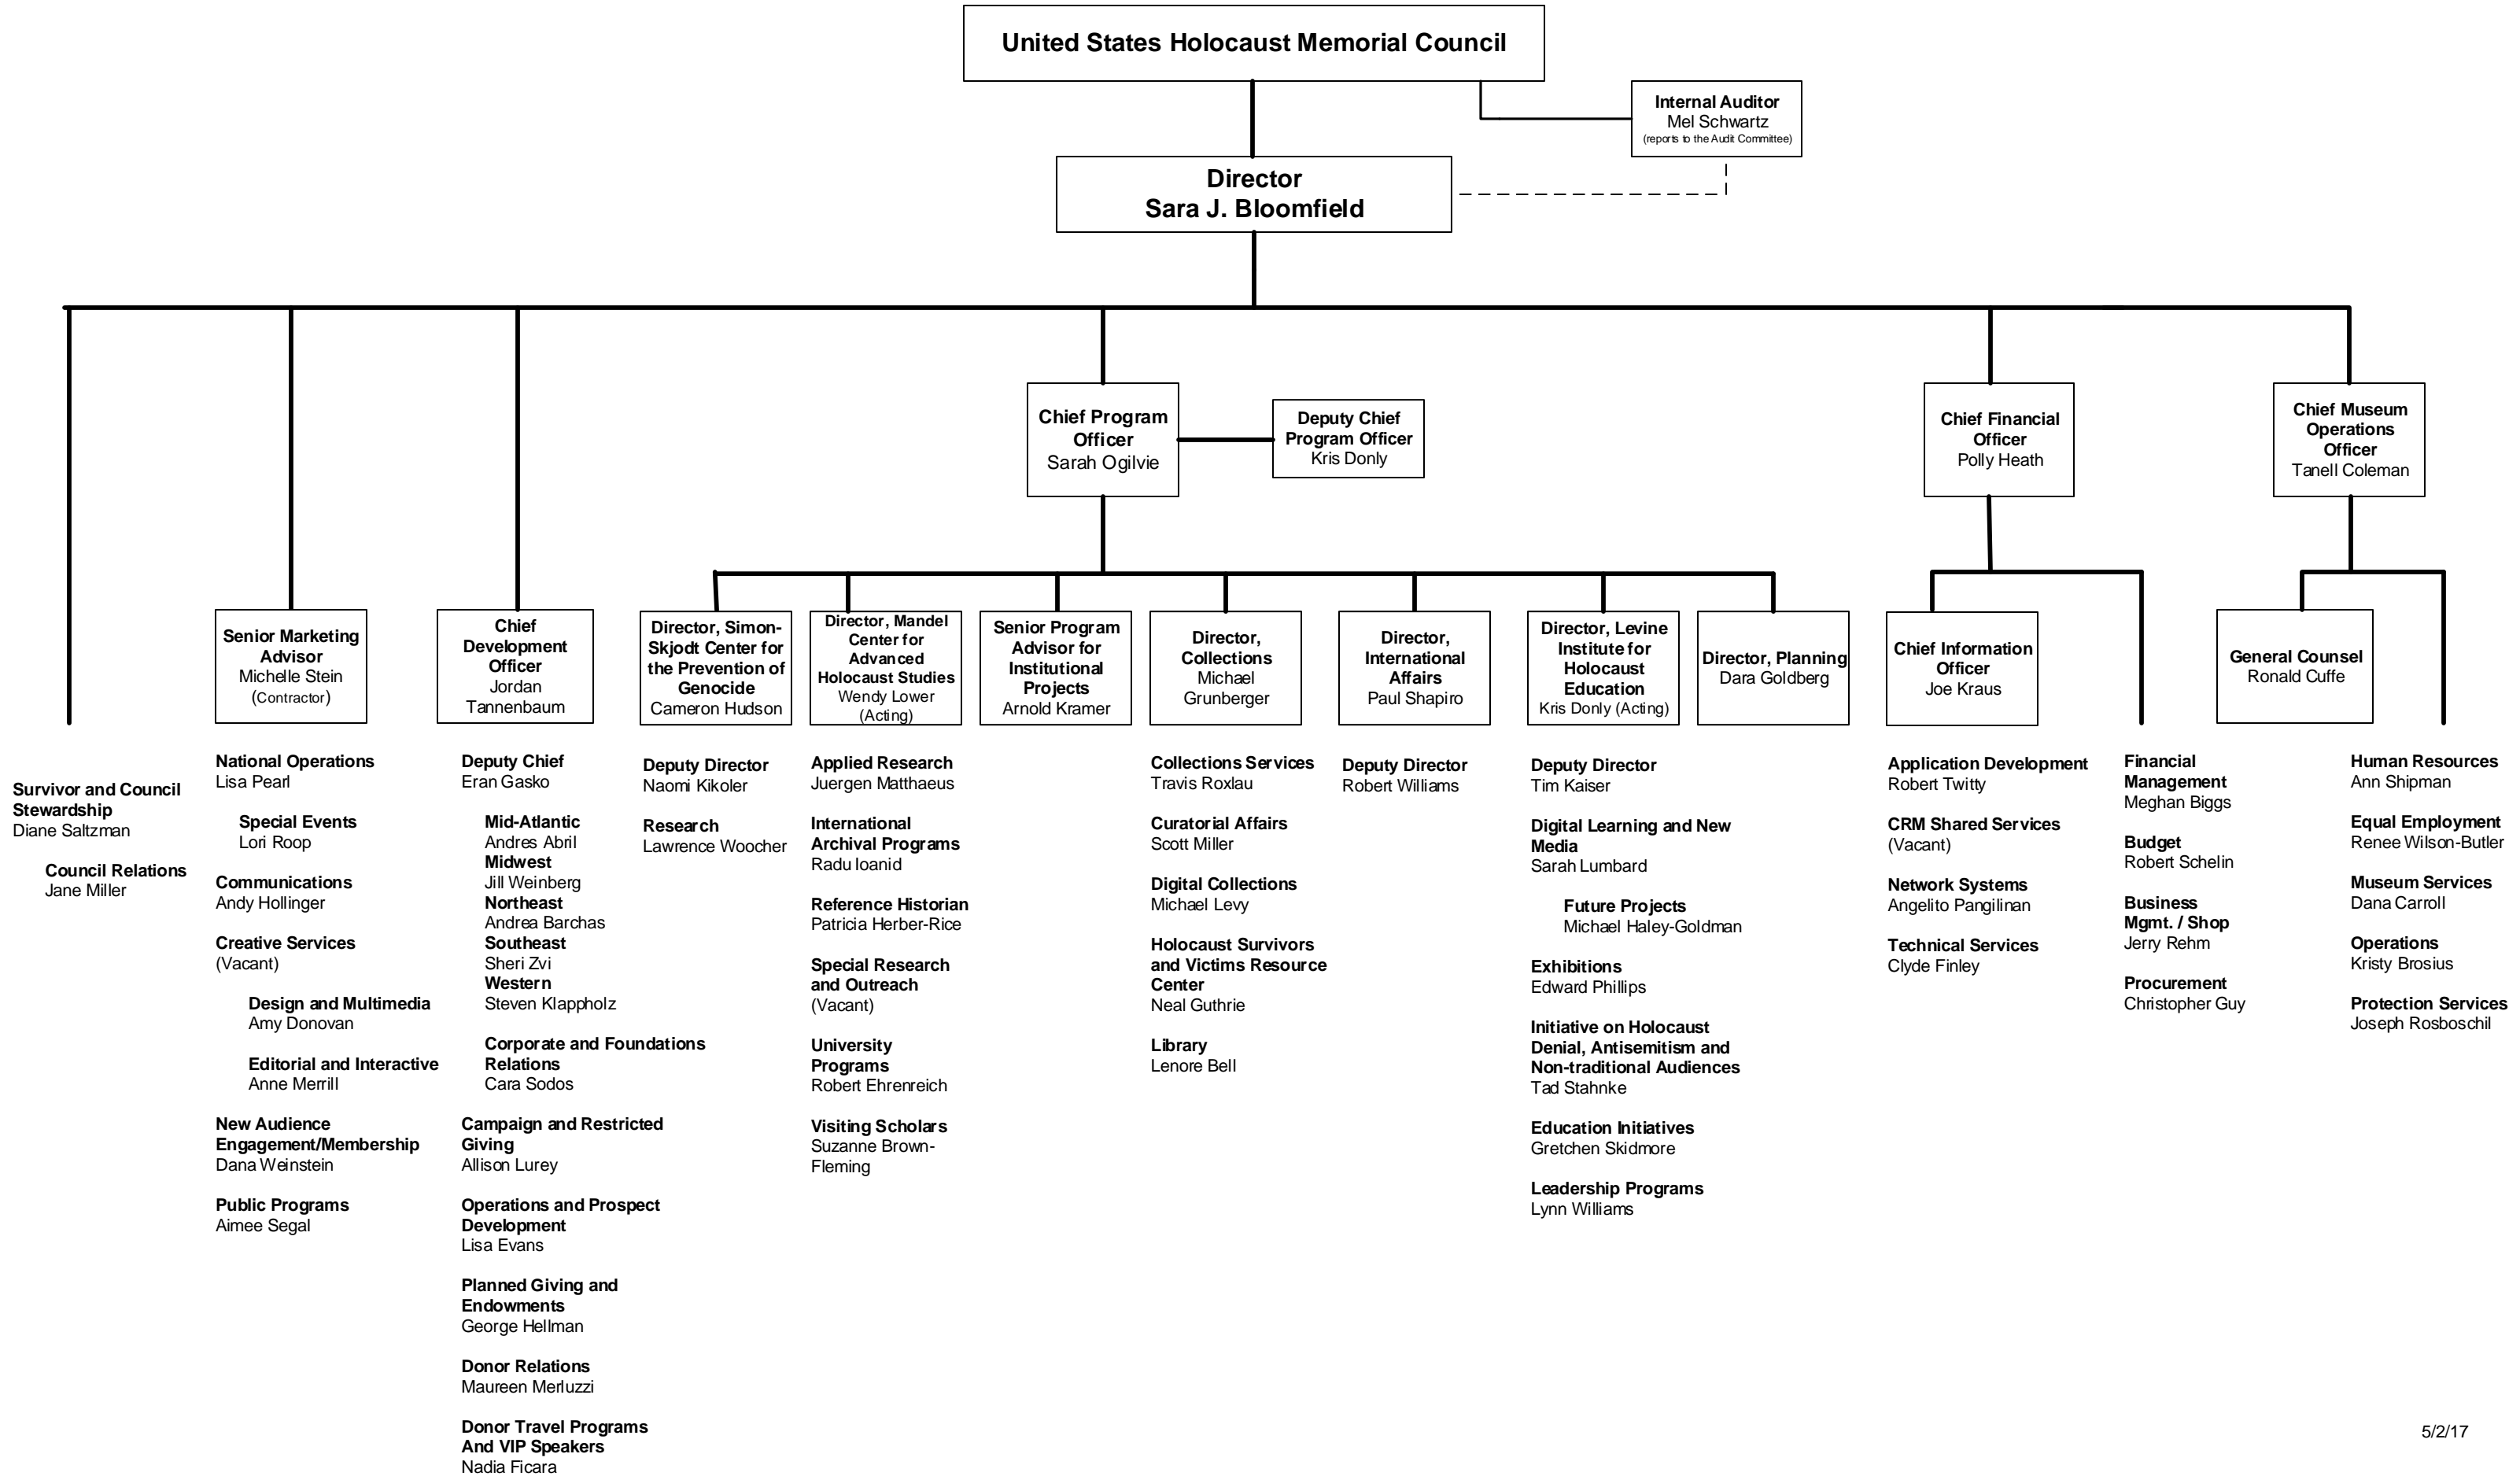 United States Holocaust Memorial Council
Internal Auditor
Mel Schwartz
(reports to the Audit Committee)
Director
Sara J. Bloomfield
Chief Program
Officer
Sarah Ogilvie
Deputy Chief
Program Officer
Kris Donly
Chief Financial
Officer
Polly Heath
Chief Museum
Operations
Officer
Tanell Coleman
Senior Marketing
Advisor
Michelle Stein
(Contractor)
Chief
Development
Officer
Jordan
Tannenbaum
Director, Simon-
Skjodt Center for
the Prevention of
Genocide
Cameron Hudson
Director, Mandel
Center for
Advanced
Holocaust Studies
Wendy Lower
(Acting)
Senior Program
Advisor for
Institutional
Projects
Arnold Kramer
Director,
Collections
Michael
Grunberger
Director,
International
Affairs
Paul Shapiro
Director, Levine
Institute for
Holocaust
Education
Kris Donly (Acting)
Director, Planning
Dara Goldberg
Chief Information
Officer
Joe Kraus
General Counsel
Ronald Cuffe
Survivor and Council
Stewardship
Diane Saltzman
Council Relations
Jane Miller
National Operations
Lisa Pearl
Special Events
Lori Roop
Communications
Andy Hollinger
Creative Services
(Vacant)
Design and Multimedia
Amy Donovan
Editorial and Interactive
Anne Merrill
New Audience
Engagement/Membership
Dana Weinstein
Public Programs
Aimee Segal
Deputy Chief
Eran Gasko
Mid-Atlantic
Andres Abril
Midwest
Jill Weinberg
Northeast
Andrea Barchas
Southeast
Sheri Zvi
Western
Steven Klappholz
Corporate and Foundations
Relations
Cara Sodos
Campaign and Restricted
Giving
Allison Lurey
Operations and Prospect
Development
Lisa Evans
Planned Giving and
Endowments
George Hellman
Donor Relations
Maureen Merluzzi
Donor Travel Programs
And VIP Speakers
Nadia Ficara
Deputy Director
Naomi Kikoler
Research
Lawrence Woocher
Applied Research
Juergen Matthaeus
International
Archival Programs
Radu Ioanid
Reference Historian
Patricia Herber-Rice
Special Research
and Outreach
(Vacant)
University
Programs
Robert Ehrenreich
Visiting Scholars
Suzanne Brown-
Fleming
Collections Services
Travis Roxlau
Curatorial Affairs
Scott Miller
Digital Collections
Michael Levy
Holocaust Survivors
and Victims Resource
Center
Neal Guthrie
Library
Lenore Bell
Deputy Director
Robert Williams
Deputy Director
Tim Kaiser
Digital Learning and New
Media
Sarah Lumbard
Future Projects
Michael Haley-Goldman
Exhibitions
Edward Phillips
Initiative on Holocaust
Denial, Antisemitism and
Non-traditional Audiences
Tad Stahnke
Education Initiatives
Gretchen Skidmore
Leadership Programs
Lynn Williams
Application Development
Robert Twitty
CRM Shared Services
(Vacant)
Network Systems
Angelito Pangilinan
Technical Services
Clyde Finley
Financial
Management
Meghan Biggs
Budget
Robert Schelin
Business
Mgmt. / Shop
Jerry Rehm
Procurement
Christopher Guy
Human Resources
Ann Shipman
Equal Employment
Renee Wilson-Butler
Museum Services
Dana Carroll
Operations
Kristy Brosius
Protection Services
Joseph Rosboschil
5/2/17